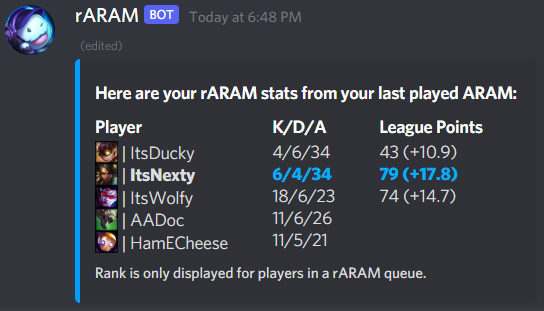 rARAM BOT Today at 6:48 PM
(edited)
Here are your rARAM stats from your last played ARAM:
Player K/D/A League Points
| ItsDucky 4/6/34 43 (+10.9)
| ItsNexty 6/4/34 79 (+17.8)
| ItsWolfy 18/6/23 74 (+14.7)
| AADoc 11/6/26
| HamECheese 11/5/21
Rank is only displayed for players in a rARAM queue.